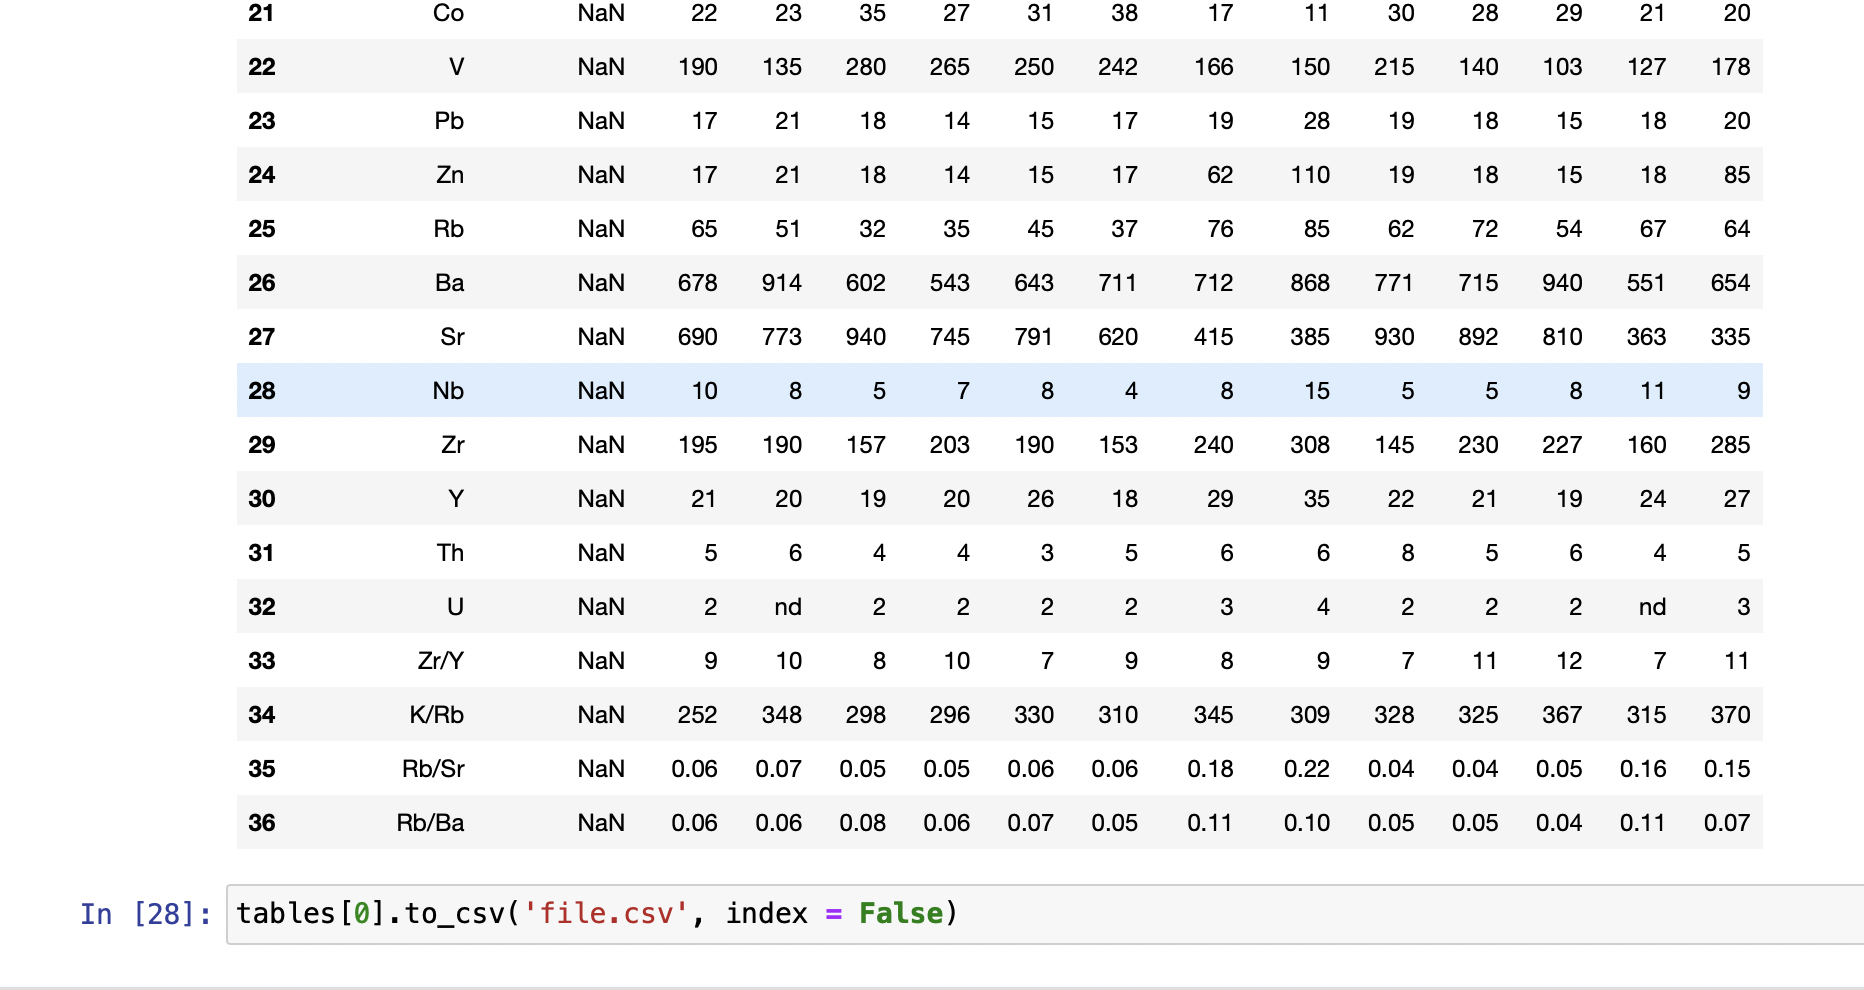 21 Co NaN 22 23 35 27 31 38 17 11 30 28 29 21 20
22 V NaN 190 135 280 265 250 242 166 150 215 140 103 127 178
23 Pb NaN 17 21 18 14 15 17 19 28 19 18 15 18 20
24 Zn NaN 17 21 18 14 15 17 62 110 19 18 15 18 85
25 Rb NaN 65 51 32 35 45 37 76 85 62 72 54 67 64
26 Ba NaN 678 914 602 543 643 711 712 868 771 715 940 551 654
27 Sr NaN 690 773 940 745 791 620 415 385 930 892 810 363 335
28 Nb NaN 10 8 5 7 8 4 8 15 5 5 8 11 9
29 Zr NaN 195 190 157 203 190 153 240 308 145 230 227 160 285
30 Y NaN 21 20 19 20 26 18 29 35 22 21 19 24 27
31 Th NaN 5 6 4 4 3 5 6 6 8 5 6 4 5
32 U NaN 2 nd 2 2 2 2 3 4 2 2 2 nd 3
33 Zr/Y NaN 9 10 8 10 7 9 8 9 7 11 12 7 11
34 K/Rb NaN 252 348 298 296 330 310 345 309 328 325 367 315 370
35 Rb/Sr NaN 0.06 0.07 0.05 0.05 0.06 0.06 0.18 0.22 0.04 0.04 0.05 0.16 0.15
36 Rb/Ba NaN 0.06 0.06 0.08 0.06 0.07 0.05 0.11 0.10 0.05 0.05 0.04 0.11 0.07
In [28]: tables[0].to_csv('file.csv', index = False)